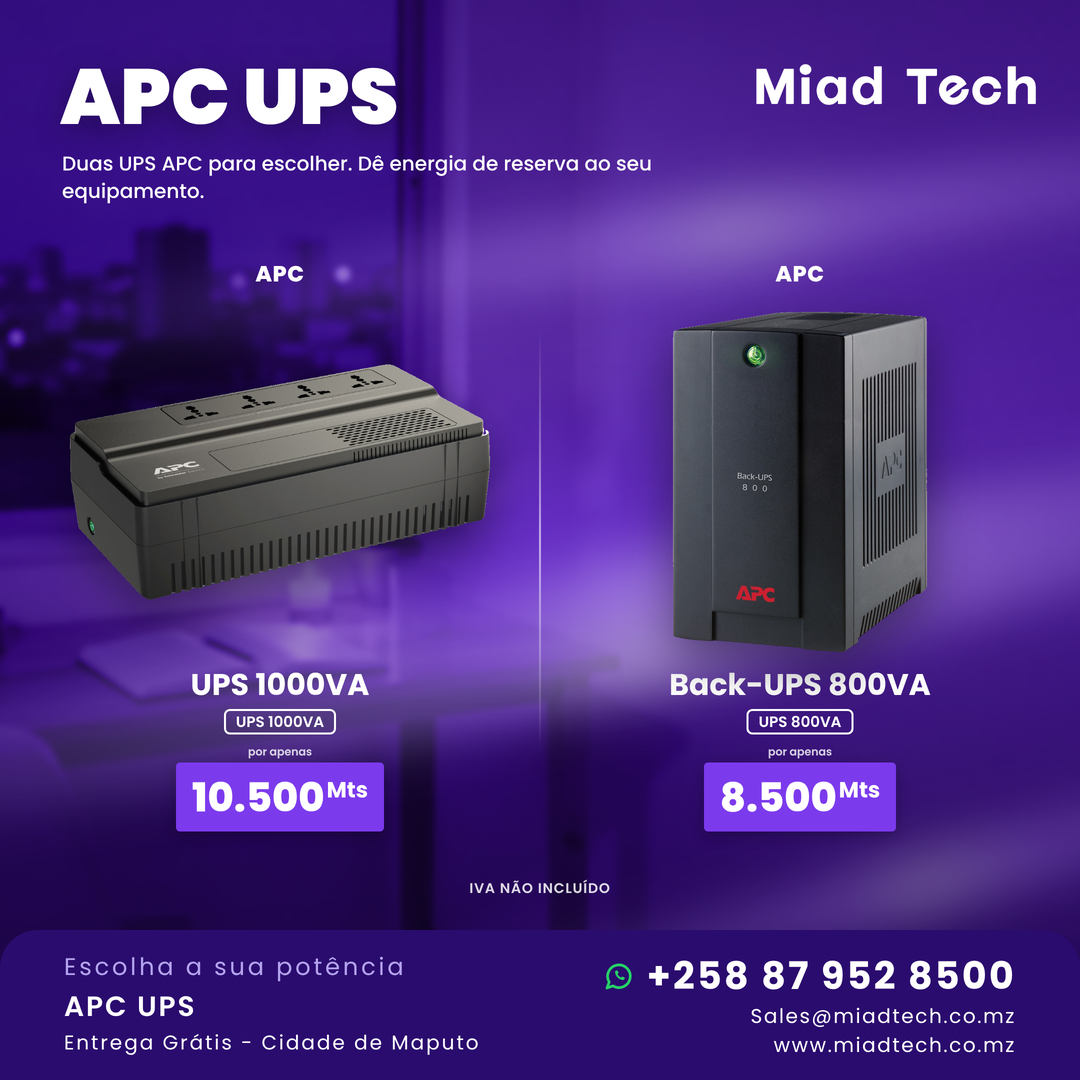 APC UPS
Miad Tech
Duas UPS APC para escolher. Dê energia de reserva ao seu
equipamento.
APC
APC
APC
Back-UPS
800
APC
APC
UPS 1000VA
UPS 1000VA
por apenas
10.500Mts
Back-UPS 800VA
UPS 800VA
por apenas
8.500Mts
IVA NÃO INCLUÍDO
Escolha a sua potência
APC UPS
Entrega Grátis - Cidade de Maputo
+258 87 952 8500
Sales@miadtech.co.mz
www.miadtech.co.mz